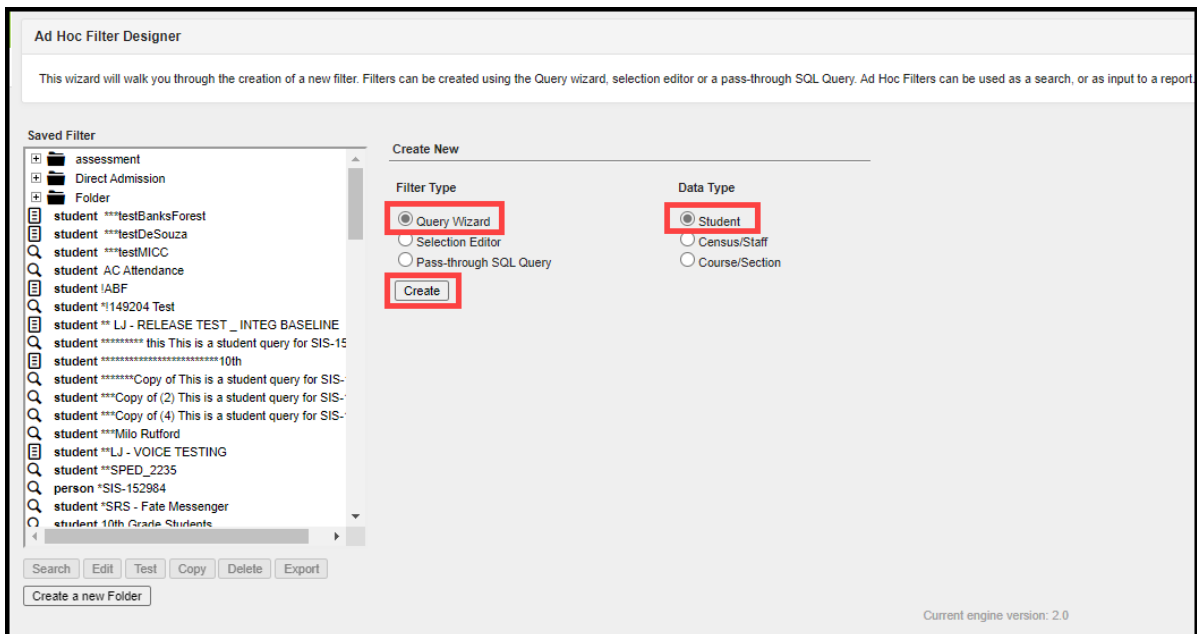 Ad Hoc Filter Designer
This wizard will walk you through the creation of a new filter. Filters can be created using the Query wizard, selection editor or a pass-through SQL Query. Ad Hoc Filters can be used as a search, or as input to a report.
Saved Filter
assessment
Direct Admission
Folder
student ***testBanksForest
student ***testDeSouza
student ***testMICC
student AC Attendance
student !ABF
student *!149204 Test
student ** LJ - RELEASE TEST _ INTEG BASELINE
student ********* this This is a student query for SIS-15
student *************************10th
student *******Copy of This is a student query for SIS-
student ***Copy of (2) This is a student query for SIS-
student ***Copy of (4) This is a student query for SIS-
student ***Milo Rutford
student **LJ - VOICE TESTING
student **SPED_2235
person *SIS-152984
student *SRS - Fate Messenger
student 10th Grade Students
Search Edit Test Copy Delete Export
Create a new Folder
Create New
Filter Type
Query Wizard
Selection Editor
Pass-through SQL Query
Create
Data Type
Student
Census/Staff
Course/Section
Current engine version: 2.0